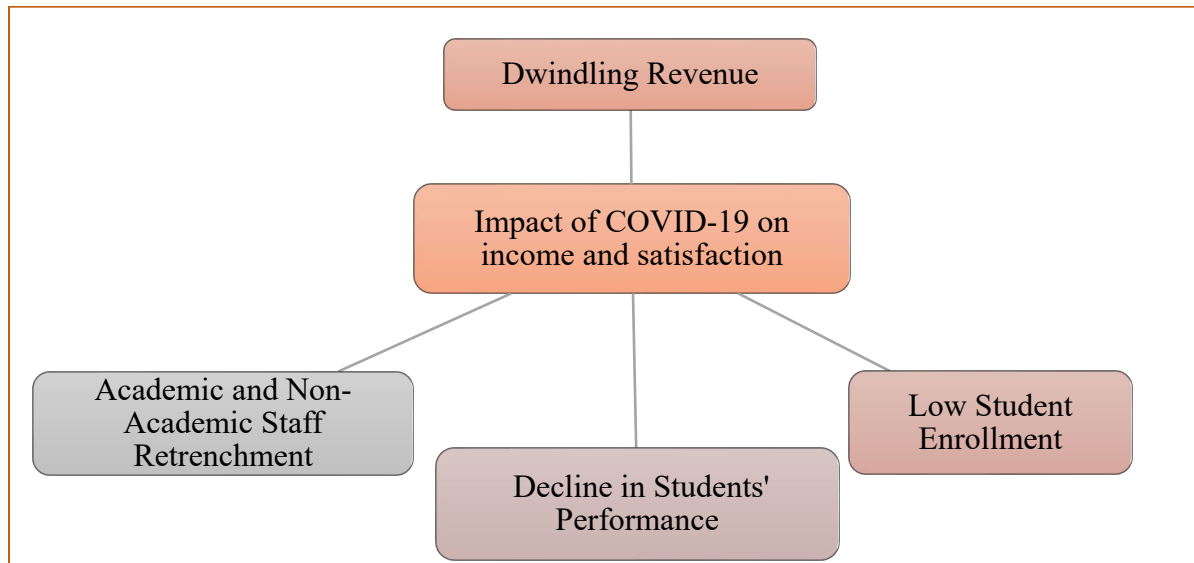 Dwindling Revenue
Impact of COVID-19 on
income and satisfaction
Academic and Non-
Academic Staff
Retrenchment
Low Student
Enrollment
Decline in Students'
Performance